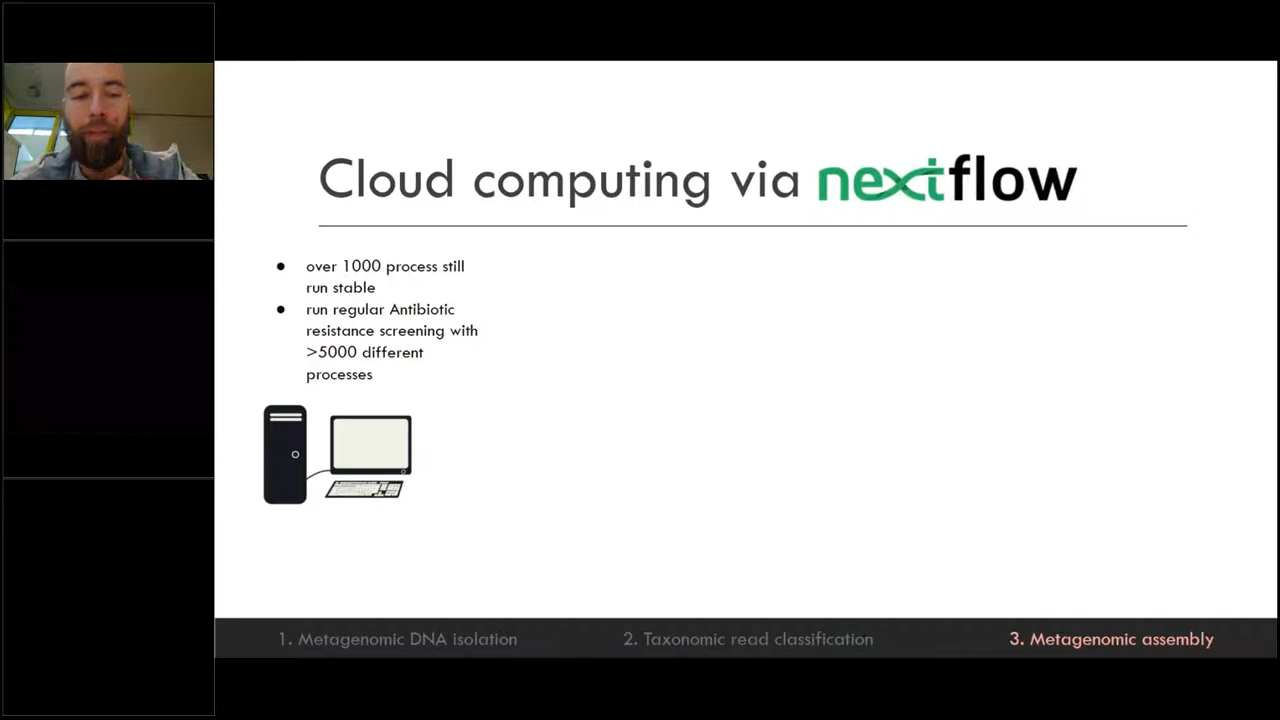 Cloud computing via nextflow
● over 1000 process still
run stable
● run regular Antibiotic
resistance screening with
>5000 different
processes
1. Metagenomic DNA isolation
2. Taxonomic read classification
3. Metagenomic assembly